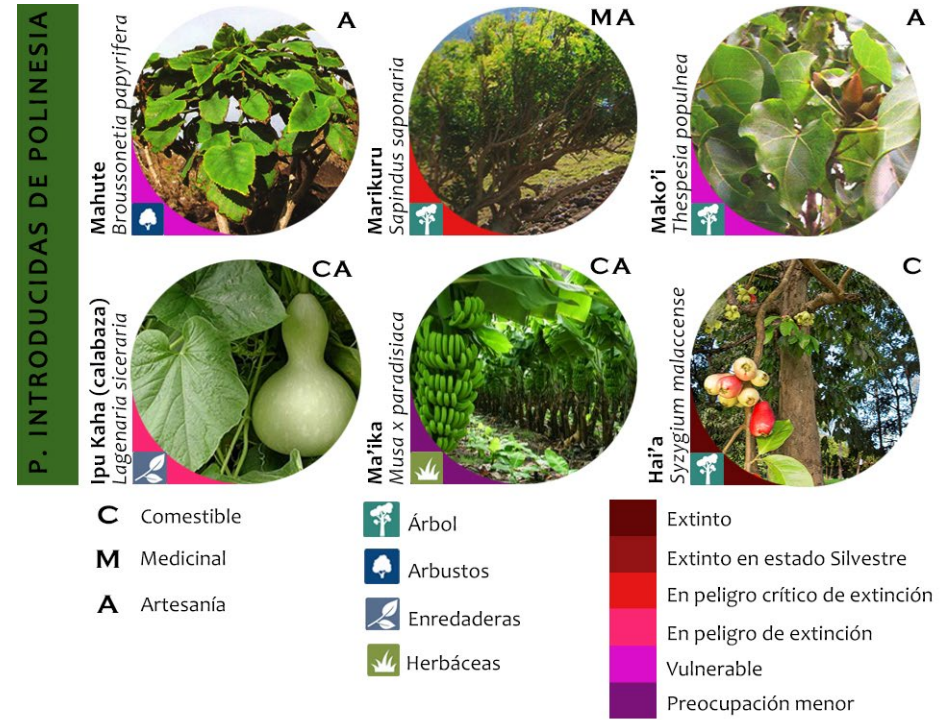 P. INTRODUCIDAS DE POLINESIA
A
Mahute
Broussonetia papyrifera
MA
Marikuru
Sapindus saponaria
A
Mako'i
Thespesia populnea
CA
Ipu Kaha (calabaza)
Lagenaria siceraria
CA
Ma'ika
Musa x paradisiaca
C
Hai'a
Syzygium malaccense
C Comestible
M Medicinal
A Artesanía
Árbol
Arbustos
Enredaderas
Herbáceas
Extinto
Extinto en estado Silvestre
En peligro crítico de extinción
En peligro de extinción
Vulnerable
Preocupación menor